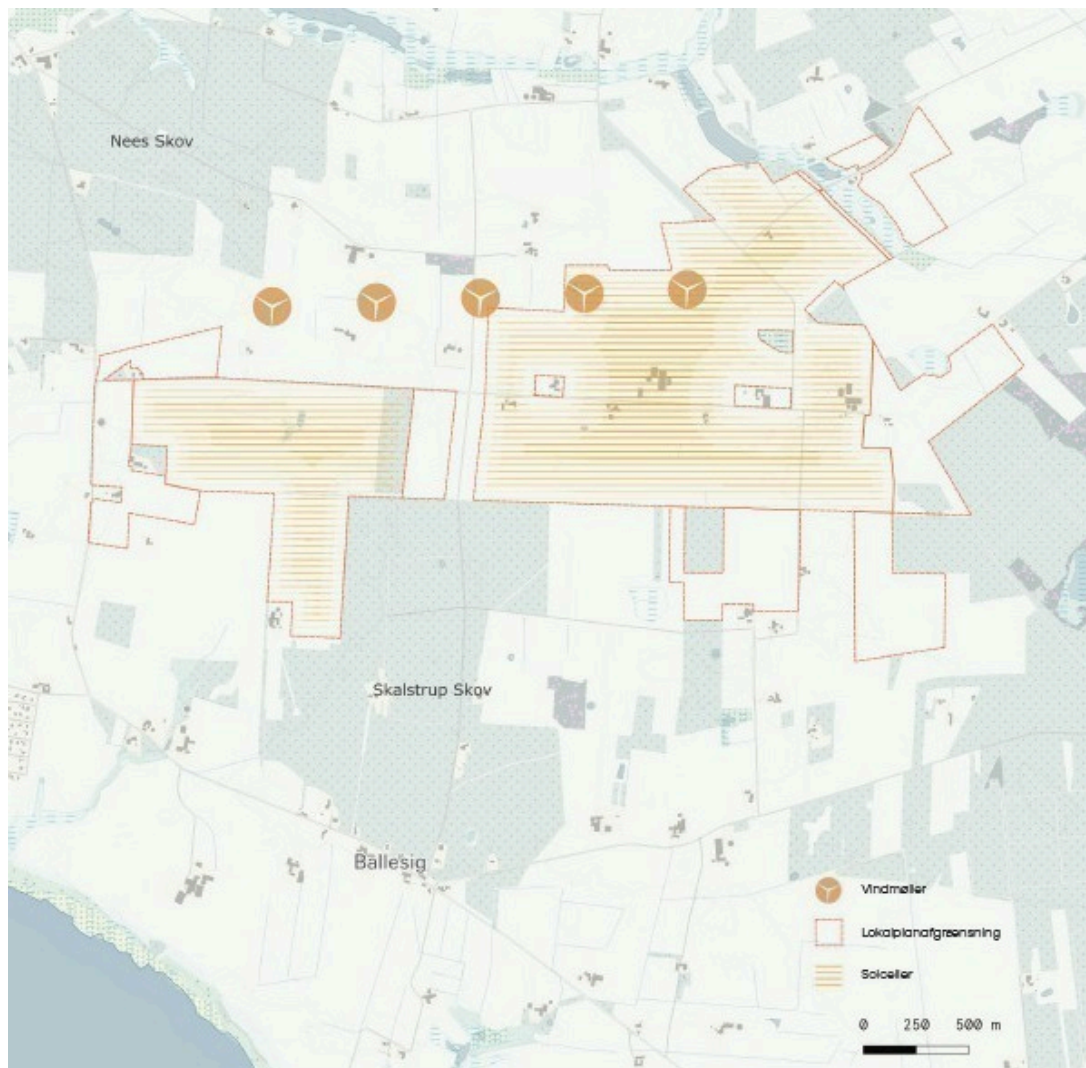 Nees Skov
Skalstrup Skov
Ballesig
Vindmøller
Lokalplanafgrænsning
Solceller
0 250 500 m